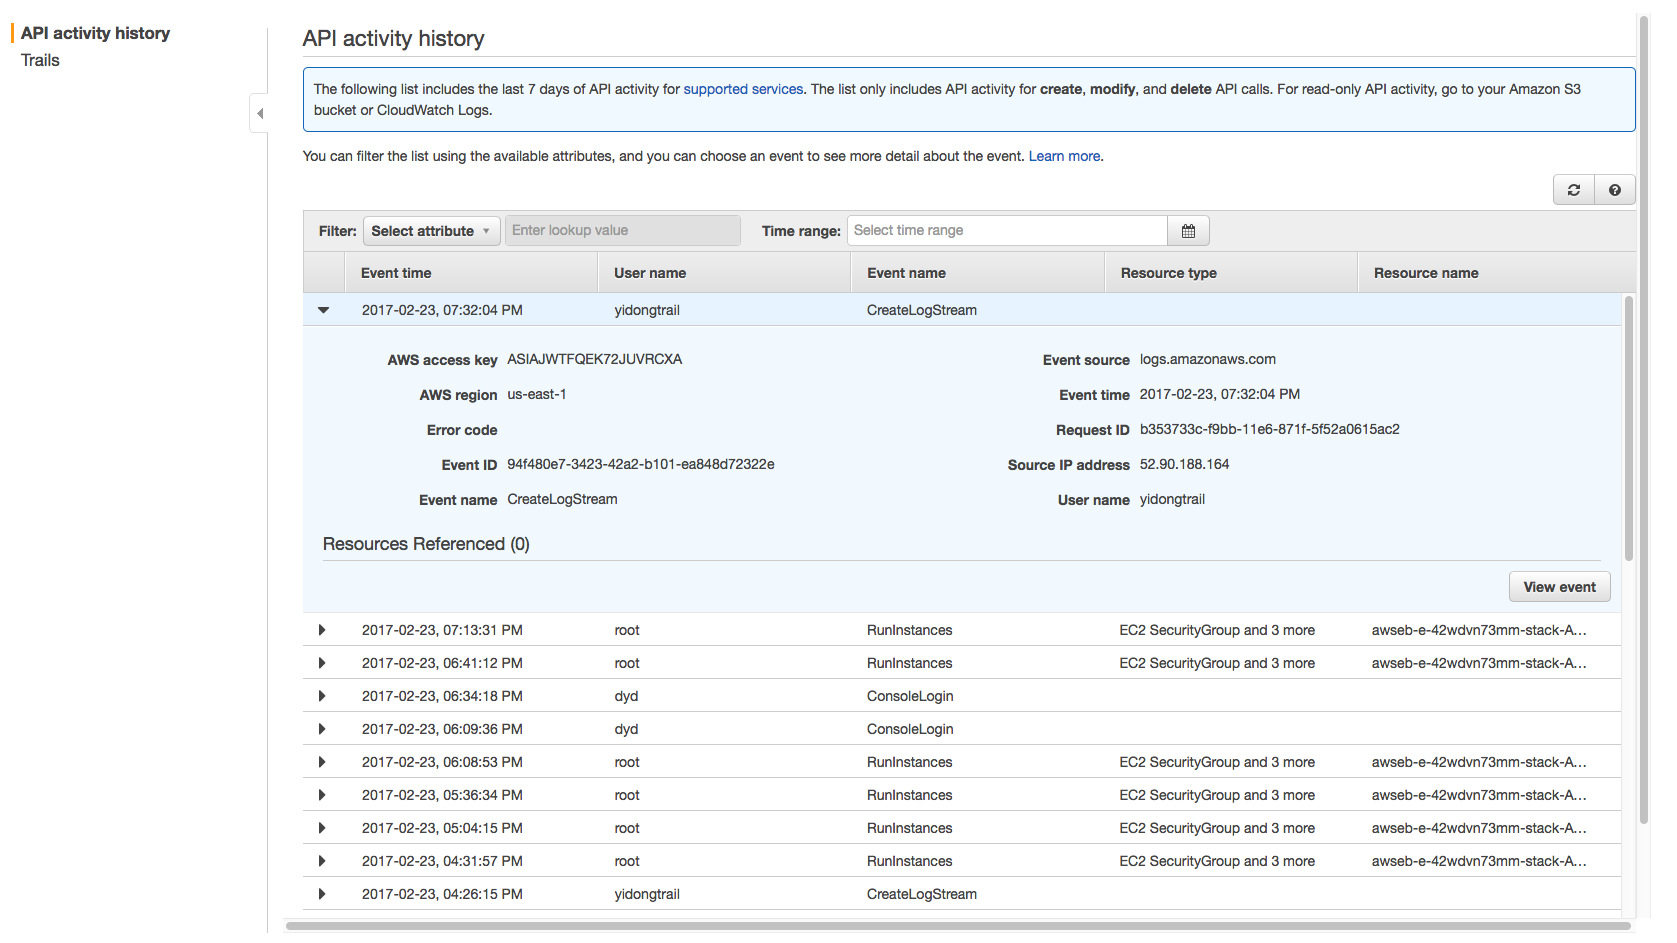 API activity history
Trails
API activity history
The following list includes the last 7 days of API activity for supported services. The list only includes API activity for create, modify, and delete API calls. For read-only API activity, go to your Amazon S3
bucket or CloudWatch Logs.
You can filter the list using the available attributes, and you can choose an event to see more detail about the event. Learn more.
Filter: Select attribute Enter lookup value Time range: Select time range
Event time User name Event name Resource type Resource name
2017-02-23, 07:32:04 PM yidongtrail CreateLogStream
AWS access key ASIAJWTFQEK72JUVRCXA Event source logs.amazonaws.com
AWS region us-east-1 Event time 2017-02-23, 07:32:04 PM
Error code Request ID b353733c-f9bb-11e6-871f-5f52a0615ac2
Event ID 94f480e7-3423-42a2-b101-ea848d72322e Source IP address 52.90.188.164
Event name CreateLogStream User name yidongtrail
Resources Referenced (0)
View event
2017-02-23, 07:13:31 PM root RunInstances EC2 SecurityGroup and 3 more awseb-e-42wdvn73mm-stack-A...
2017-02-23, 06:41:12 PM root RunInstances EC2 SecurityGroup and 3 more awseb-e-42wdvn73mm-stack-A...
2017-02-23, 06:34:18 PM dyd ConsoleLogin
2017-02-23, 06:09:36 PM dyd ConsoleLogin
2017-02-23, 06:08:53 PM root RunInstances EC2 SecurityGroup and 3 more awseb-e-42wdvn73mm-stack-A...
2017-02-23, 05:36:34 PM root RunInstances EC2 SecurityGroup and 3 more awseb-e-42wdvn73mm-stack-A...
2017-02-23, 05:04:15 PM root RunInstances EC2 SecurityGroup and 3 more awseb-e-42wdvn73mm-stack-A...
2017-02-23, 04:31:57 PM root RunInstances EC2 SecurityGroup and 3 more awseb-e-42wdvn73mm-stack-A...
2017-02-23, 04:26:15 PM yidongtrail CreateLogStream